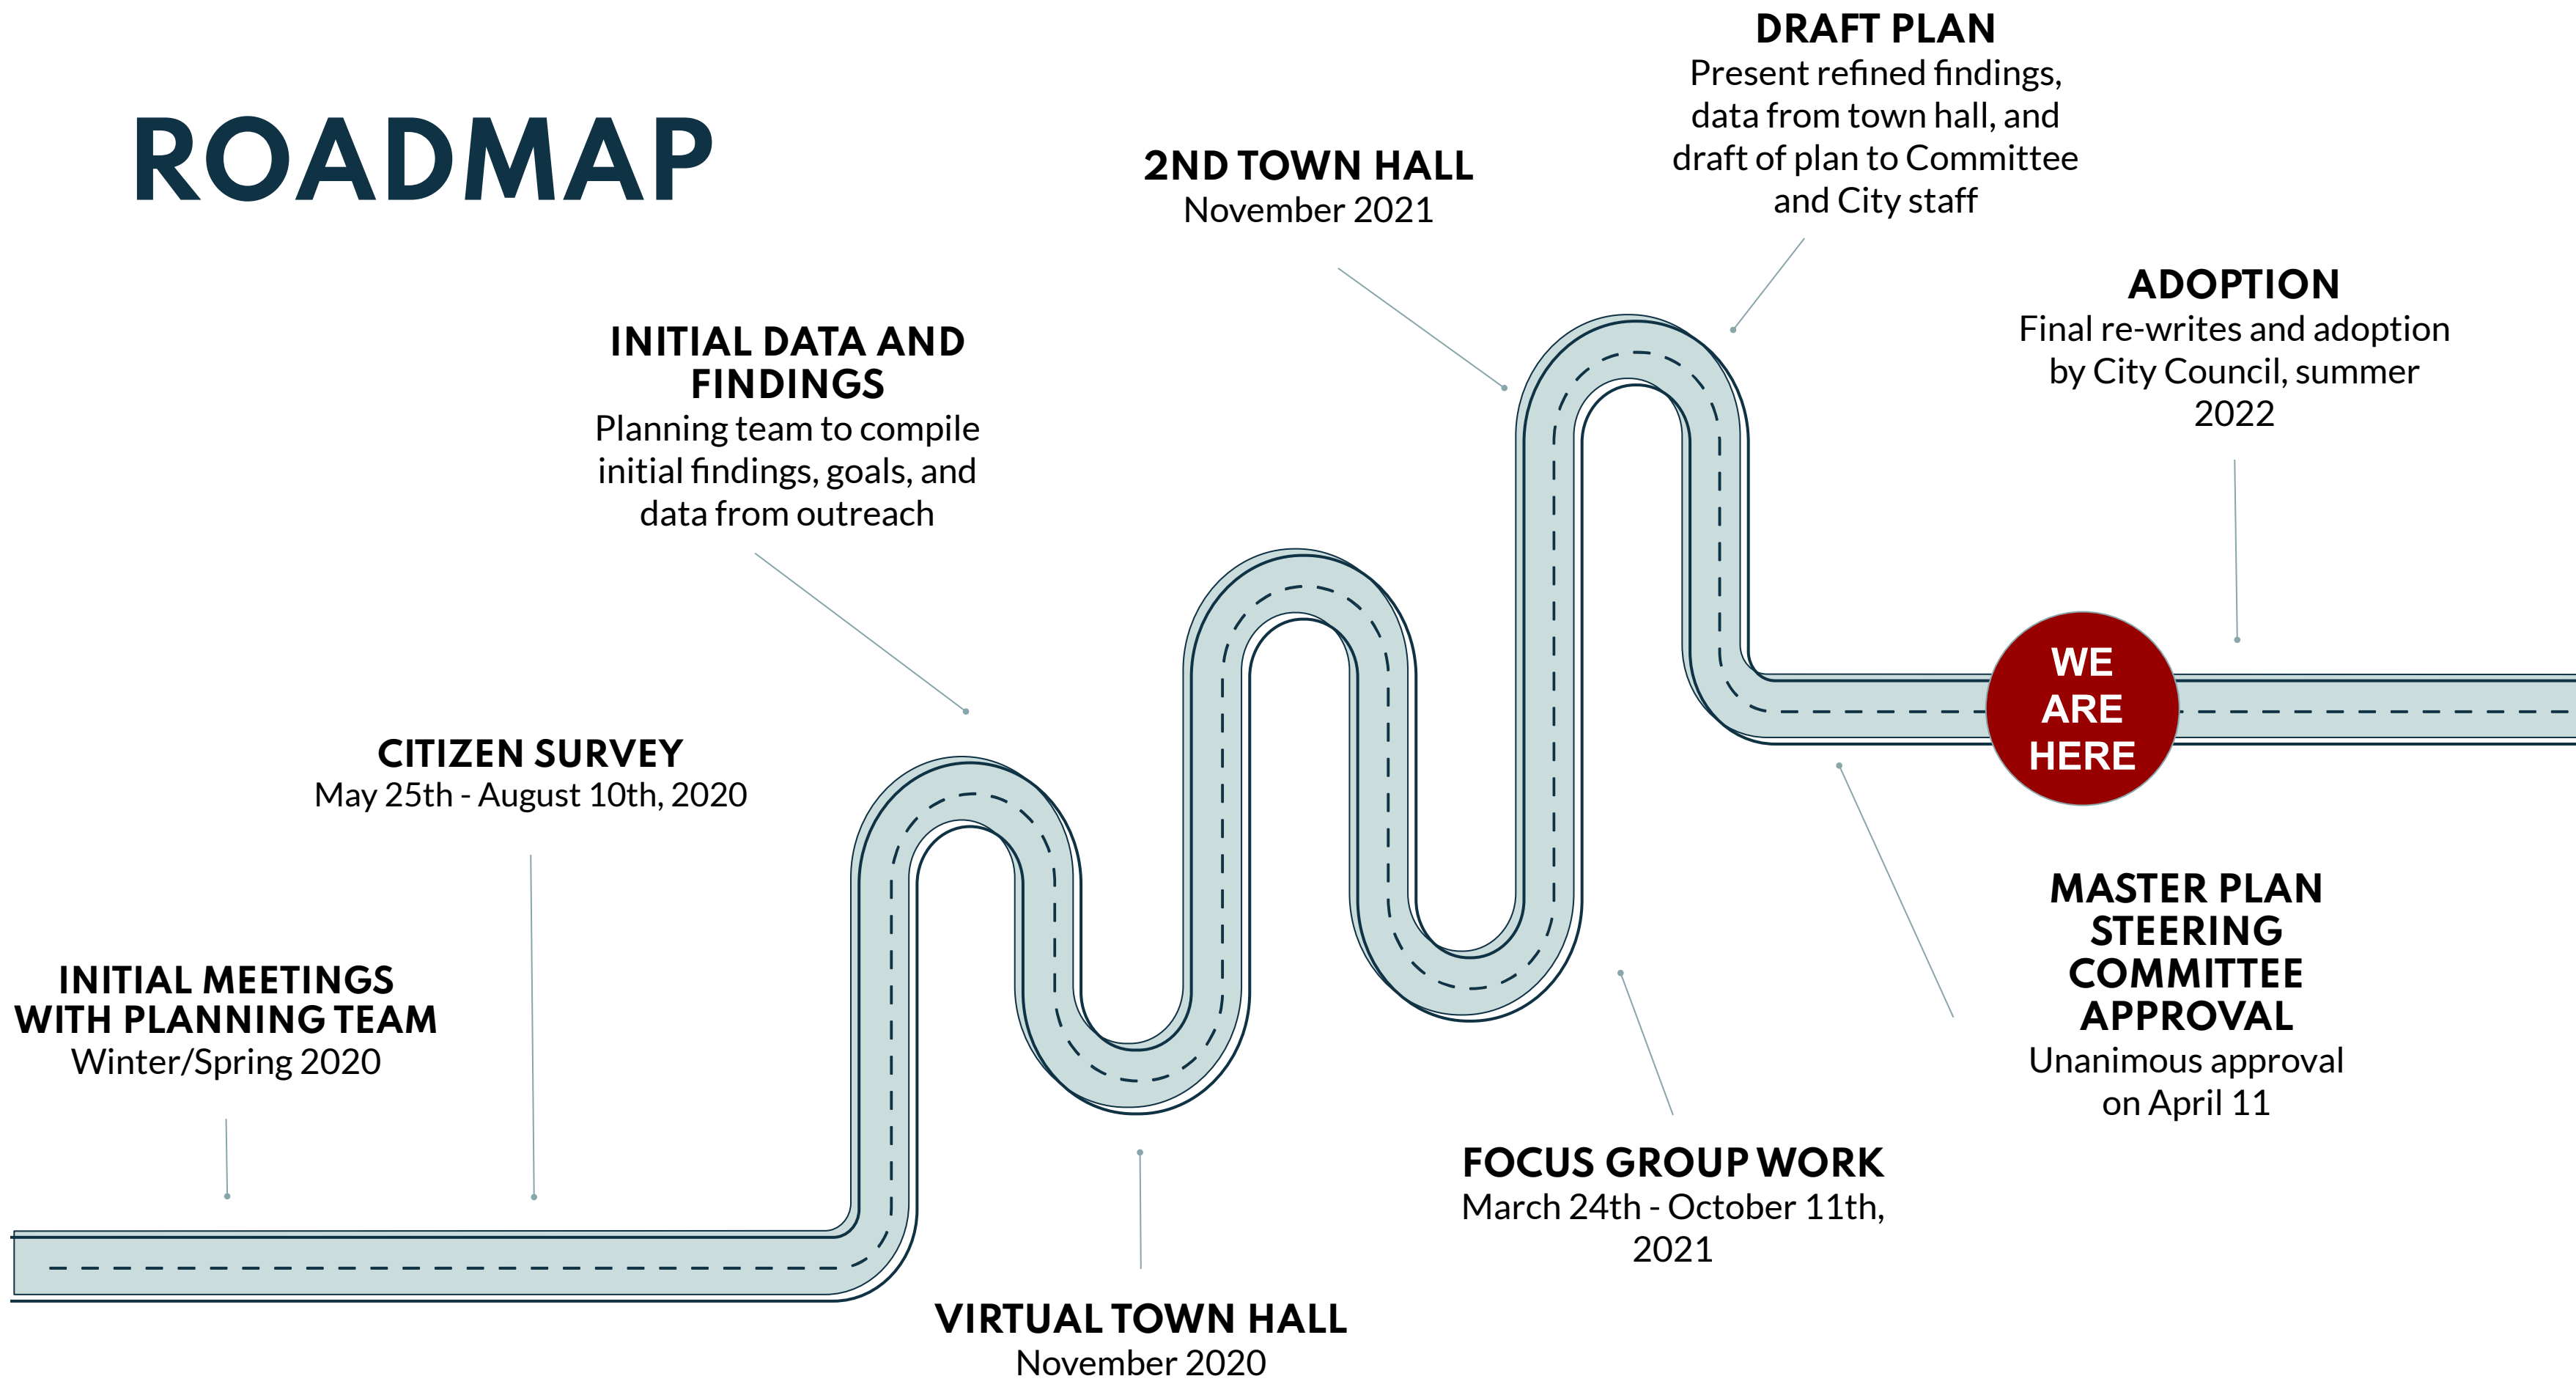 ROADMAP
INITIAL MEETINGS
WITH PLANNING TEAM
Winter/Spring 2020
CITIZEN SURVEY
May 25th - August 10th, 2020
INITIAL DATA AND
FINDINGS
Planning team to compile
initial findings, goals, and
data from outreach
VIRTUAL TOWN HALL
November 2020
FOCUS GROUP WORK
March 24th - October 11th,
2021
2ND TOWN HALL
November 2021
DRAFT PLAN
Present refined findings,
data from town hall, and
draft of plan to Committee
and City staff
MASTER PLAN
STEERING
COMMITTEE
APPROVAL
Unanimous approval
on April 11
WE
ARE
HERE
ADOPTION
Final re-writes and adoption
by City Council, summer
2022